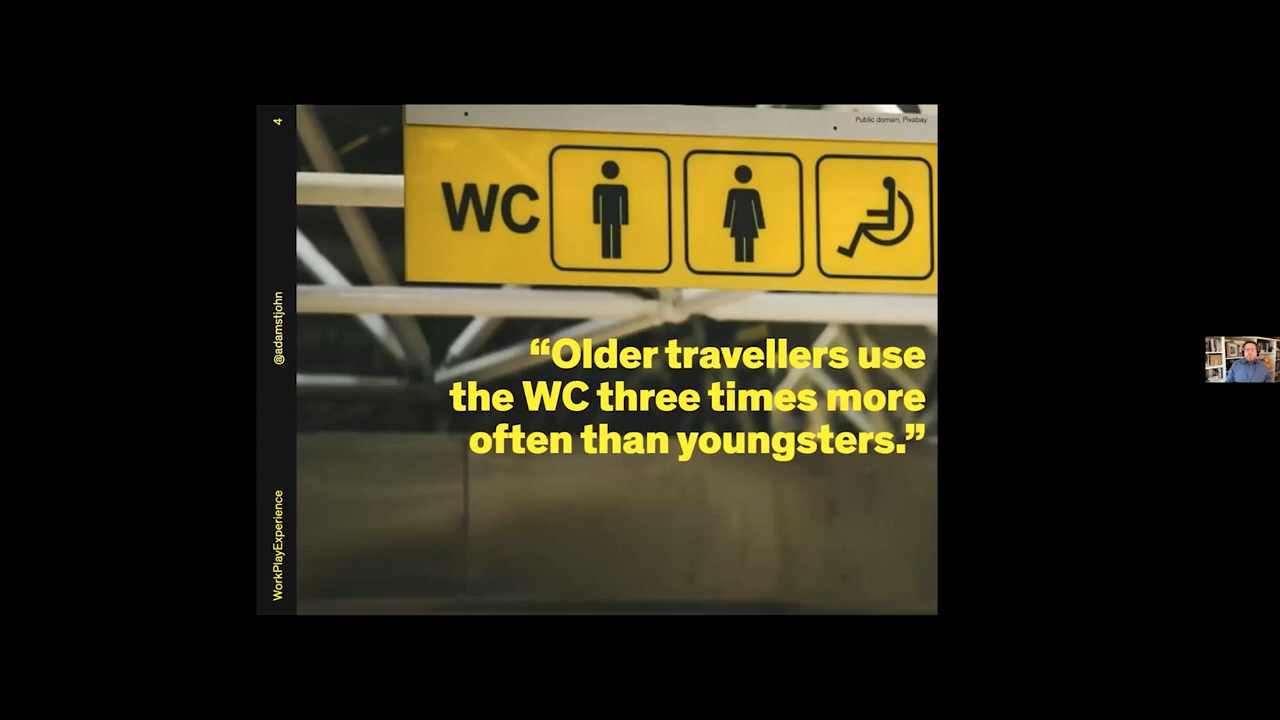 4
@adamstjohn
WorkPlayExperience
Public domain, Pixabay
WC
“Older travellers use
the WC three times more
often than youngsters.”